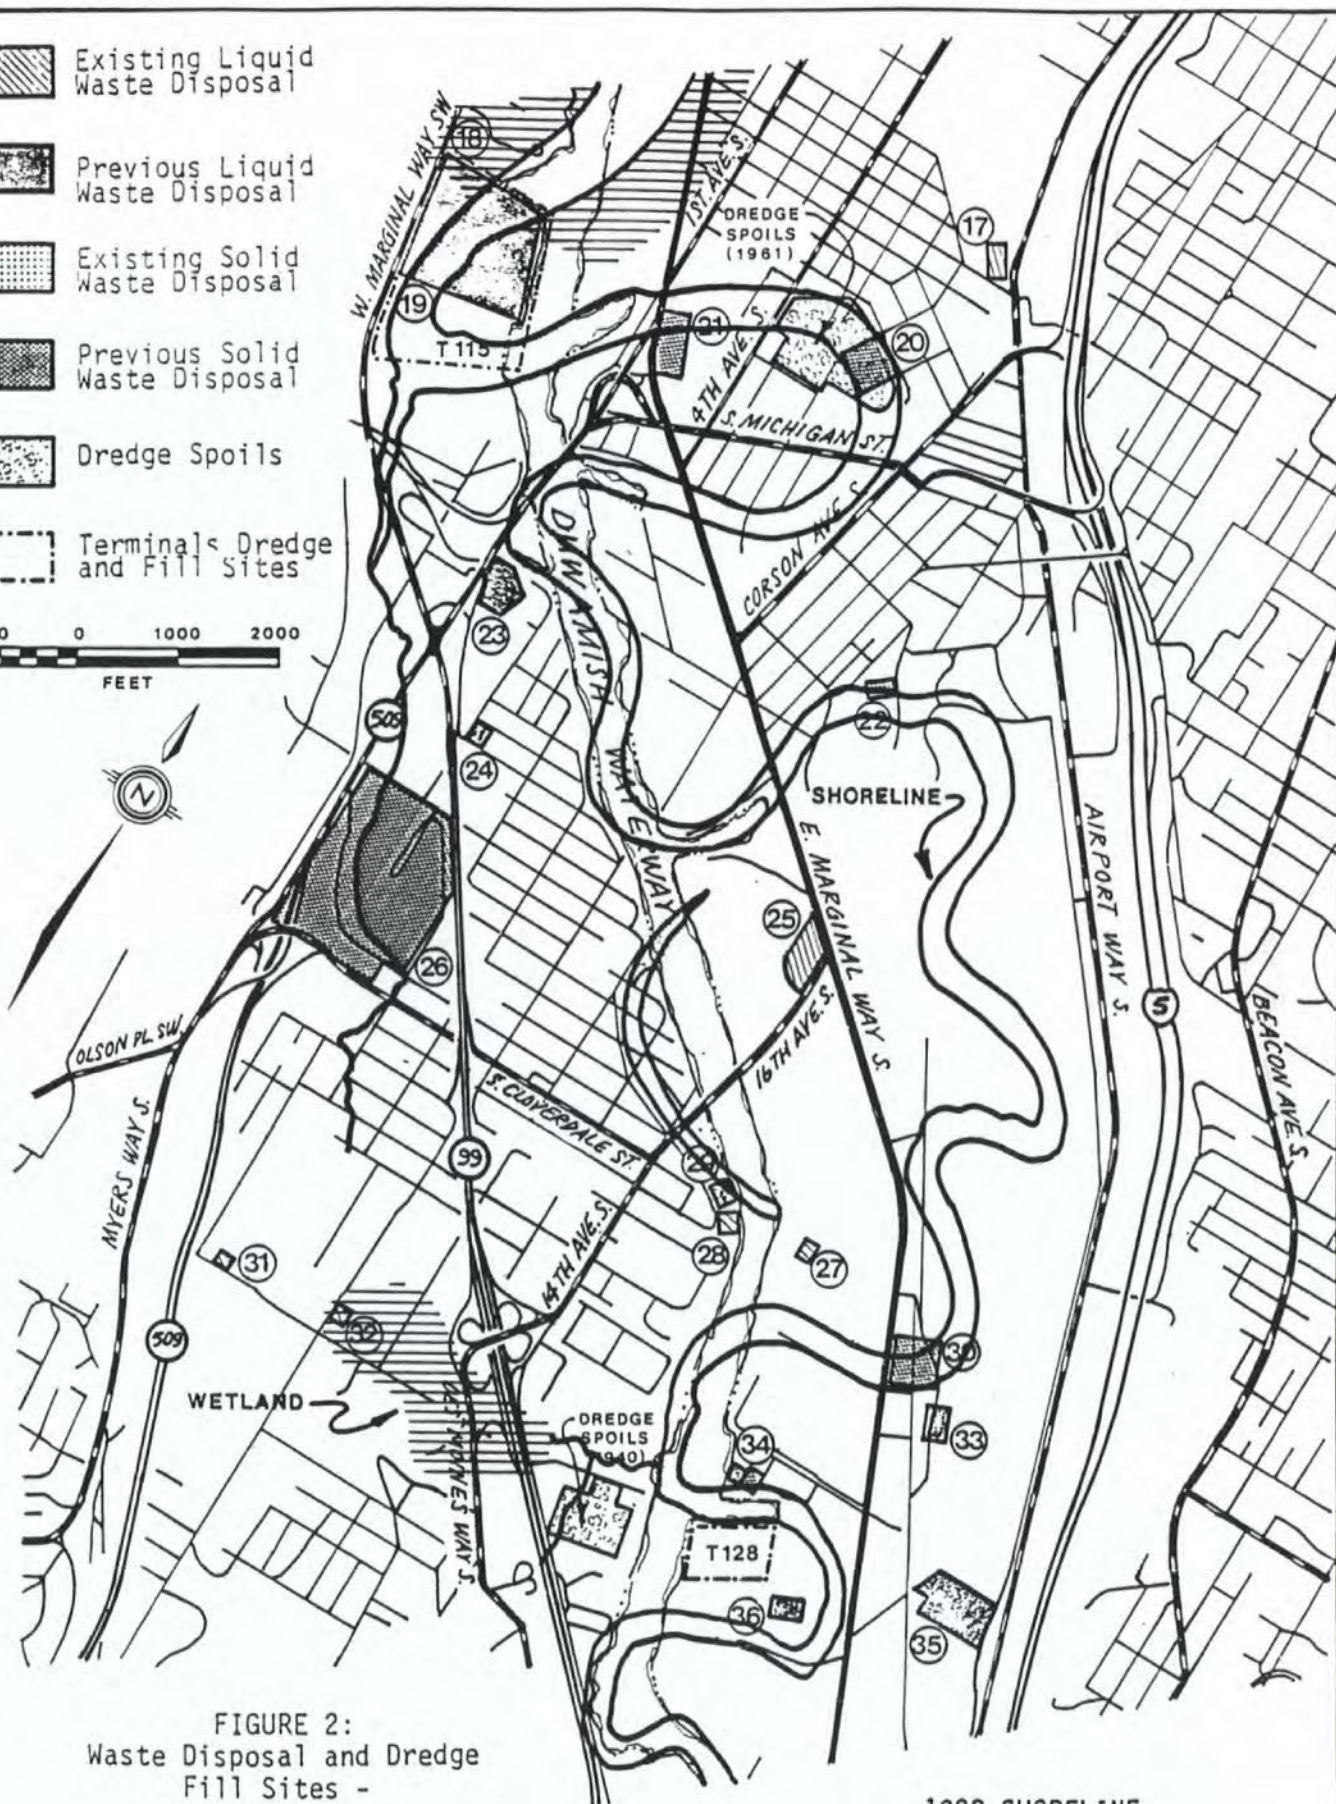 Existing Liquid
Waste Disposal
Previous Liquid
Waste Disposal
Existing Solid
Waste Disposal
Previous Solid
Waste Disposal
Dredge Spoils
Terminals Dredge
and Fill Sites
0 0 1000 2000
FEET
N
W. MARGINAL WAY SW.
18
1ST. AVE S.
DREDGE
SPOILS
(1961)
17
19
T 115
21
4TH AVE S.
20
S. MICHIGAN ST.
CORSON AVE S.
DUWAMISH
WATERWAY
23
509
24
22
SHORELINE
E. MARGINAL WAY S.
AIRPORT WAY S.
5
BEACON AVE. S.
25
26
OLSON PL SW.
16TH AVE. S.
S. CLOVERDALE ST.
99
MYERS WAY S.
14TH AVE. S.
28
27
31
32
509
30
WETLAND
DES MOINES WAY S.
DREDGE
SPOILS
(1940)
34
33
T 128
36
35
FIGURE 2:
Waste Disposal and Dredge
Fill Sites -